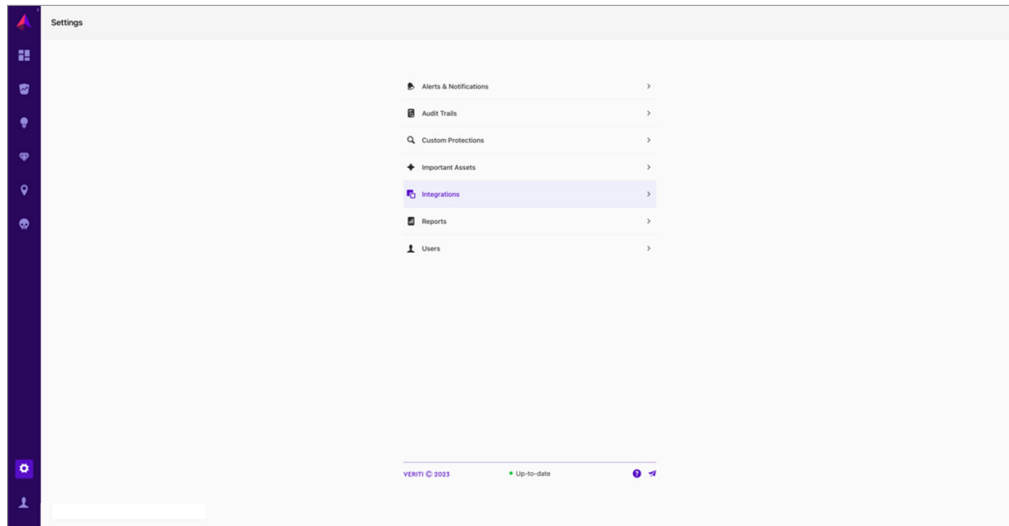 Settings
Alerts & Notifications
Audit Trails
Custom Protections
Important Assets
Integrations
Reports
Users
VERITI © 2023 Up-to-date ?